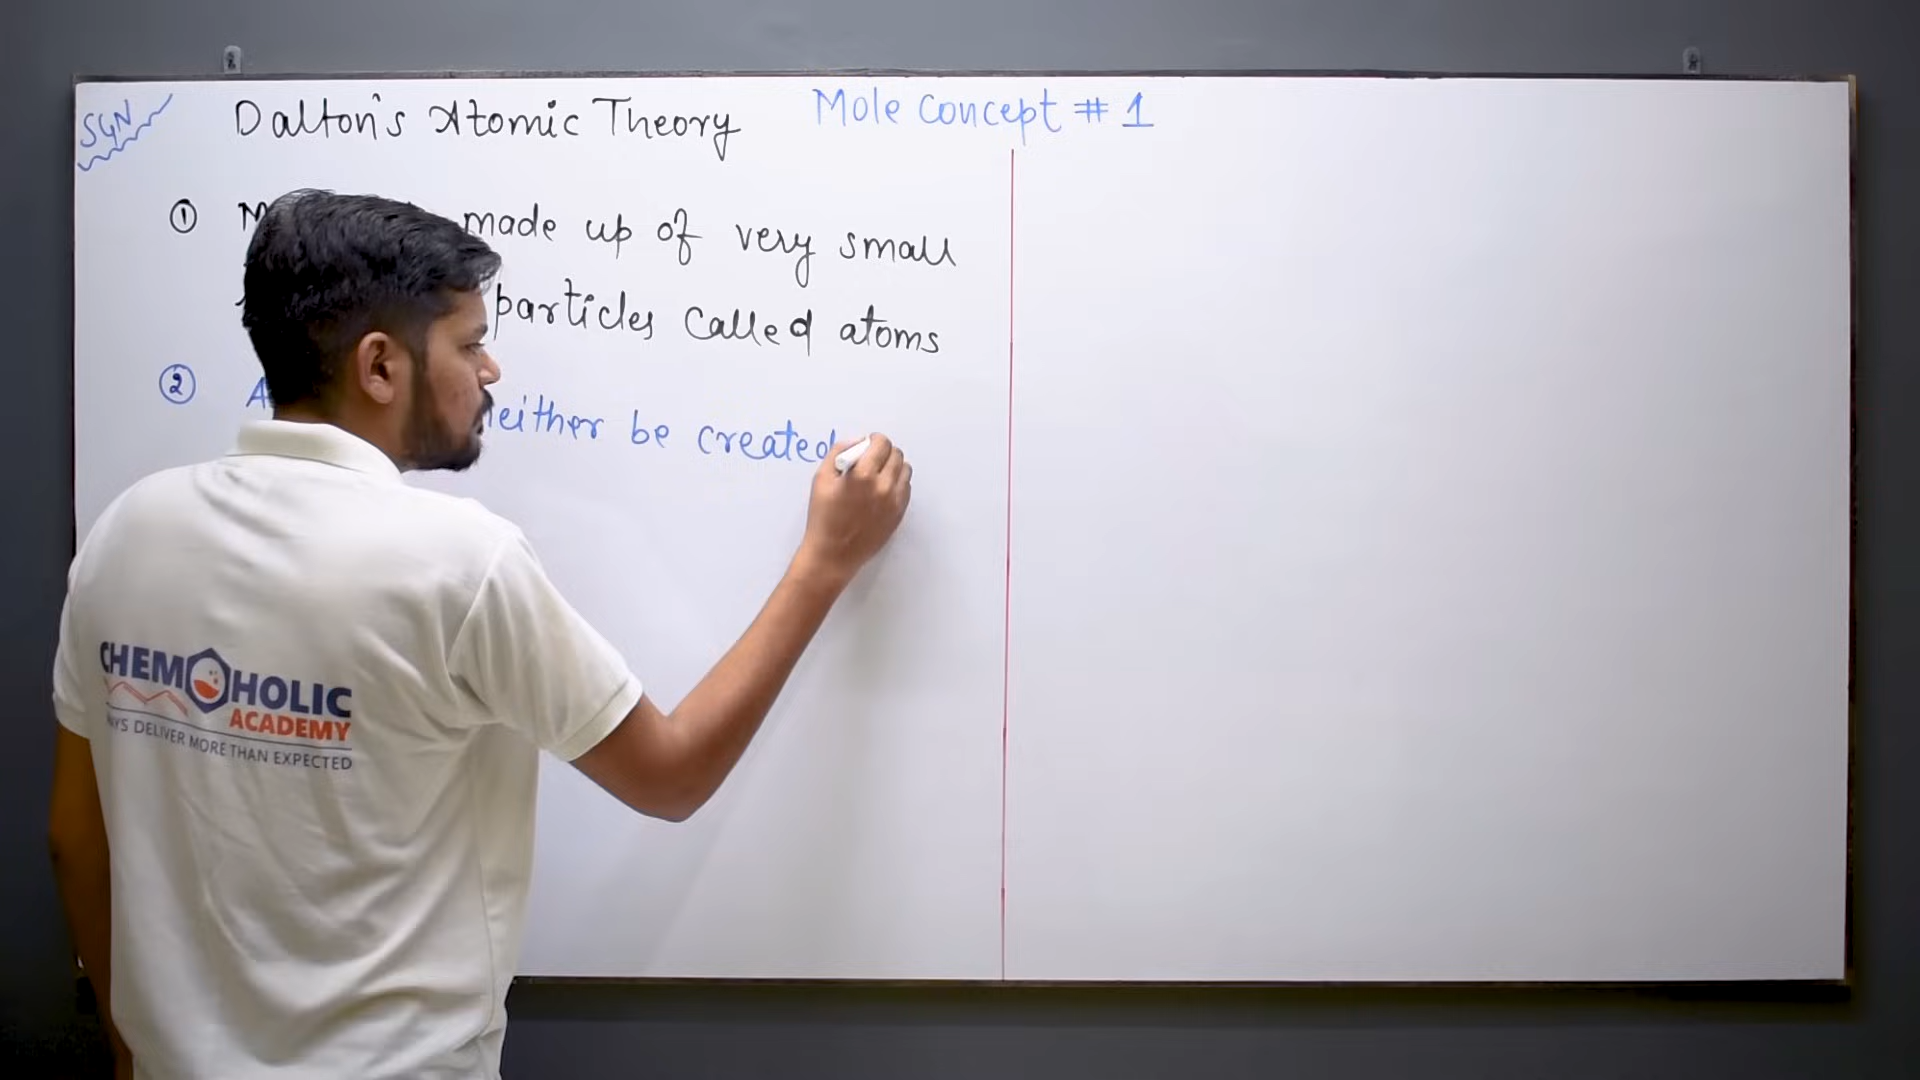 SGN
Dalton's Atomic Theory
Mole Concept # 1
① made up of very small
particles called atoms
② neither be created
CHEMOHOLIC
ACADEMY
DELIVER MORE THAN EXPECTED